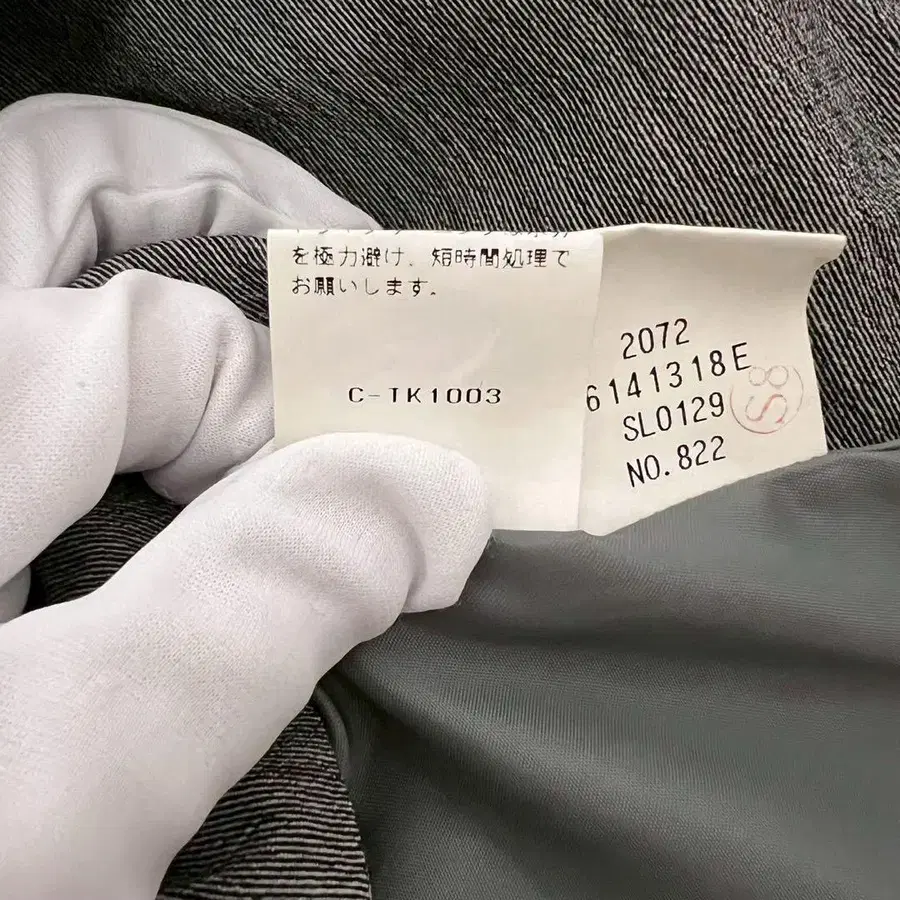 を極力避け、短時間処理で
お願いします。
C-TK1003
2072
6141318E
SL0129
NO.822
S8